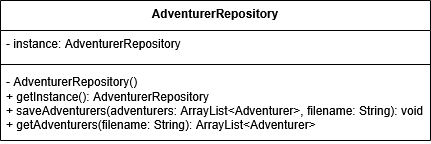 AdventurerRepository
- instance: AdventurerRepository
- AdventurerRepository()
+ getInstance(): AdventurerRepository
+ saveAdventurers(adventurers: ArrayList<Adventurer>, filename: String): void
+ getAdventurers(filename: String): ArrayList<Adventurer>